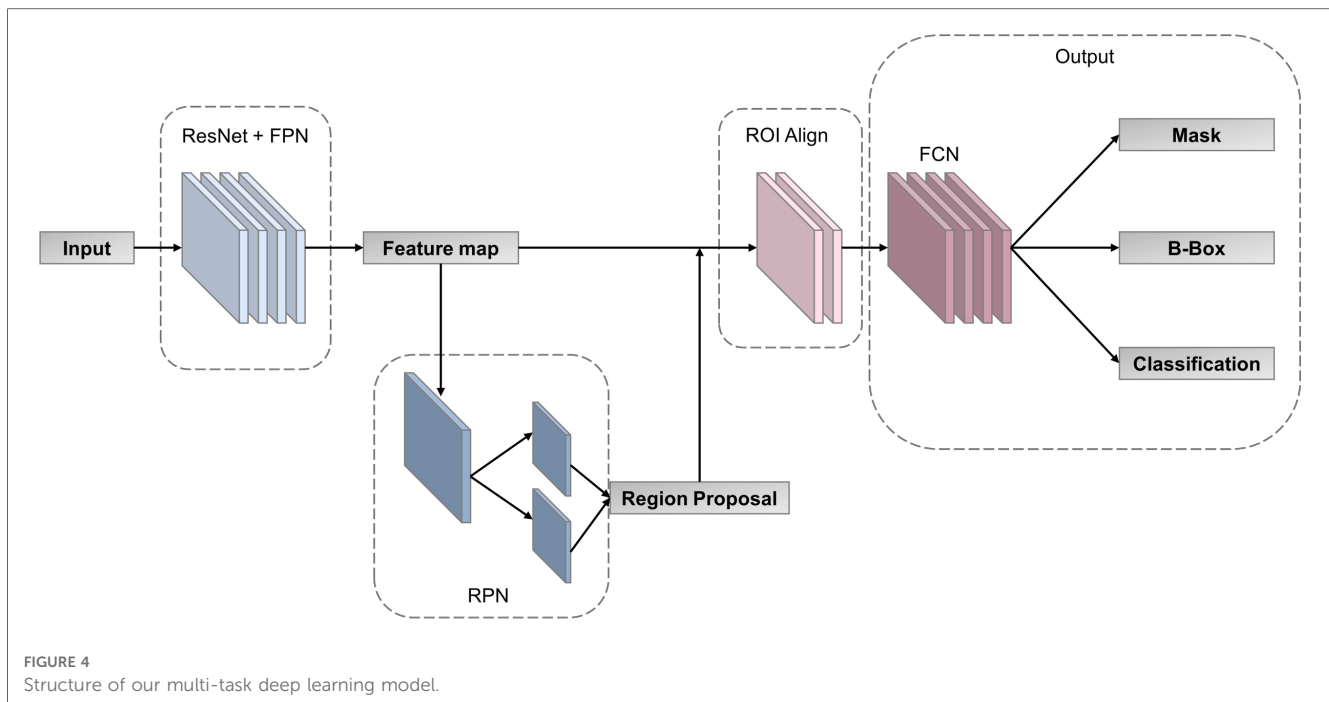 Output
ResNet + FPN
ROI Align
FCN
Mask
Input
Feature map
B-Box
Classification
Region Proposal
RPN
FIGURE 4
Structure of our multi-task deep learning model.